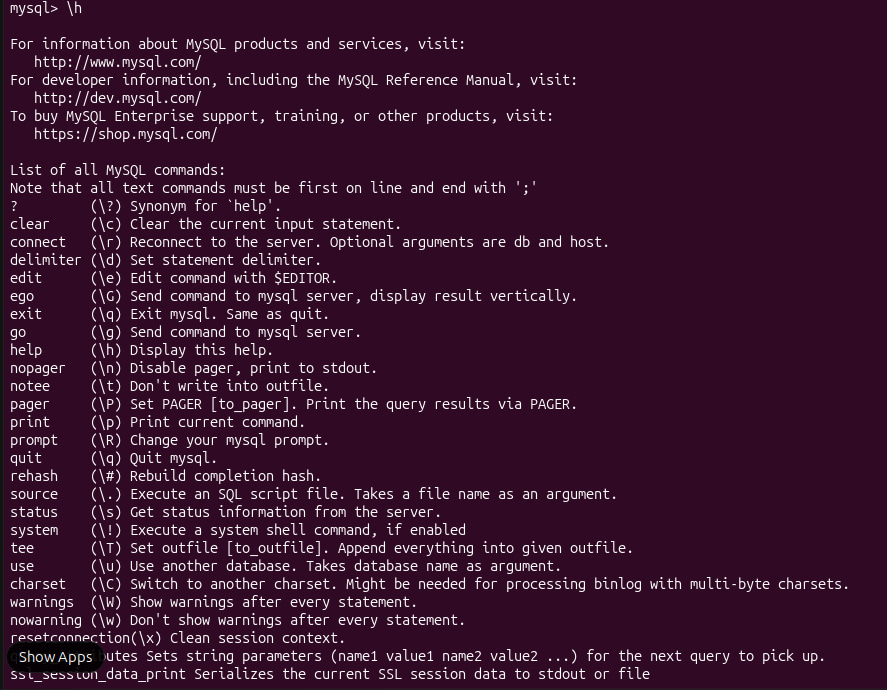 mysql> \h
For information about MySQL products and services, visit:
   http://www.mysql.com/
For developer information, including the MySQL Reference Manual, visit:
   http://dev.mysql.com/
To buy MySQL Enterprise support, training, or other products, visit:
   https://shop.mysql.com/
List of all MySQL commands:
Note that all text commands must be first on line and end with ';'
?         (\?) Synonym for `help'.
clear     (\c) Clear the current input statement.
connect   (\r) Reconnect to the server. Optional arguments are db and host.
delimiter (\d) Set statement delimiter.
edit      (\e) Edit command with $EDITOR.
ego       (\G) Send command to mysql server, display result vertically.
exit      (\q) Exit mysql. Same as quit.
go        (\g) Send command to mysql server.
help      (\h) Display this help.
nopager   (\n) Disable pager, print to stdout.
notee     (\t) Don't write into outfile.
pager     (\P) Set PAGER [to_pager]. Print the query results via PAGER.
print     (\p) Print current command.
prompt    (\R) Change your mysql prompt.
quit      (\q) Quit mysql.
rehash    (\#) Rebuild completion hash.
source    (\.) Execute an SQL script file. Takes a file name as an argument.
status    (\s) Get status information from the server.
system    (\!) Execute a system shell command, if enabled
tee       (\T) Set outfile [to_outfile]. Append everything into given outfile.
use       (\u) Use another database. Takes database name as argument.
charset   (\C) Switch to another charset. Might be needed for processing binlog with multi-byte charsets.
warnings  (\W) Show warnings after every statement.
nowarning (\w) Don't show warnings after every statement.
resetconnection(\x) Clean session context.
Show Apps
Sets string parameters (name1 value1 name2 value2 ...) for the next query to pick up.
ssl_session_data_print Serializes the current SSL session data to stdout or file